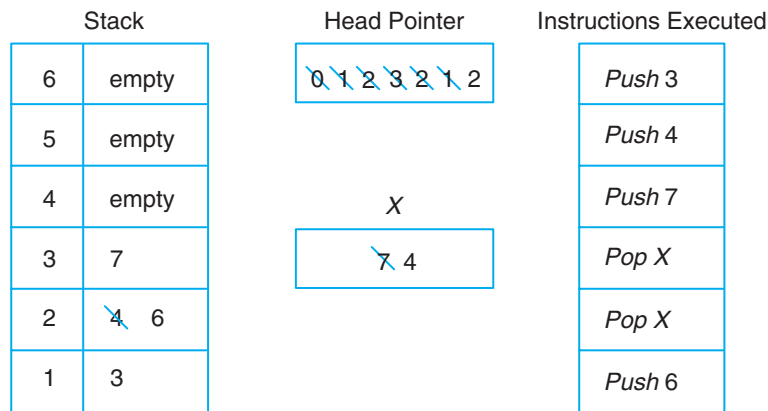 Stack Head Pointer Instructions Executed
6 empty 0 1 2 3 2 1 2 Push 3
5 empty Push 4
4 empty X Push 7
3 7 7 4 Pop X
2 4 6 Pop X
1 3 Push 6